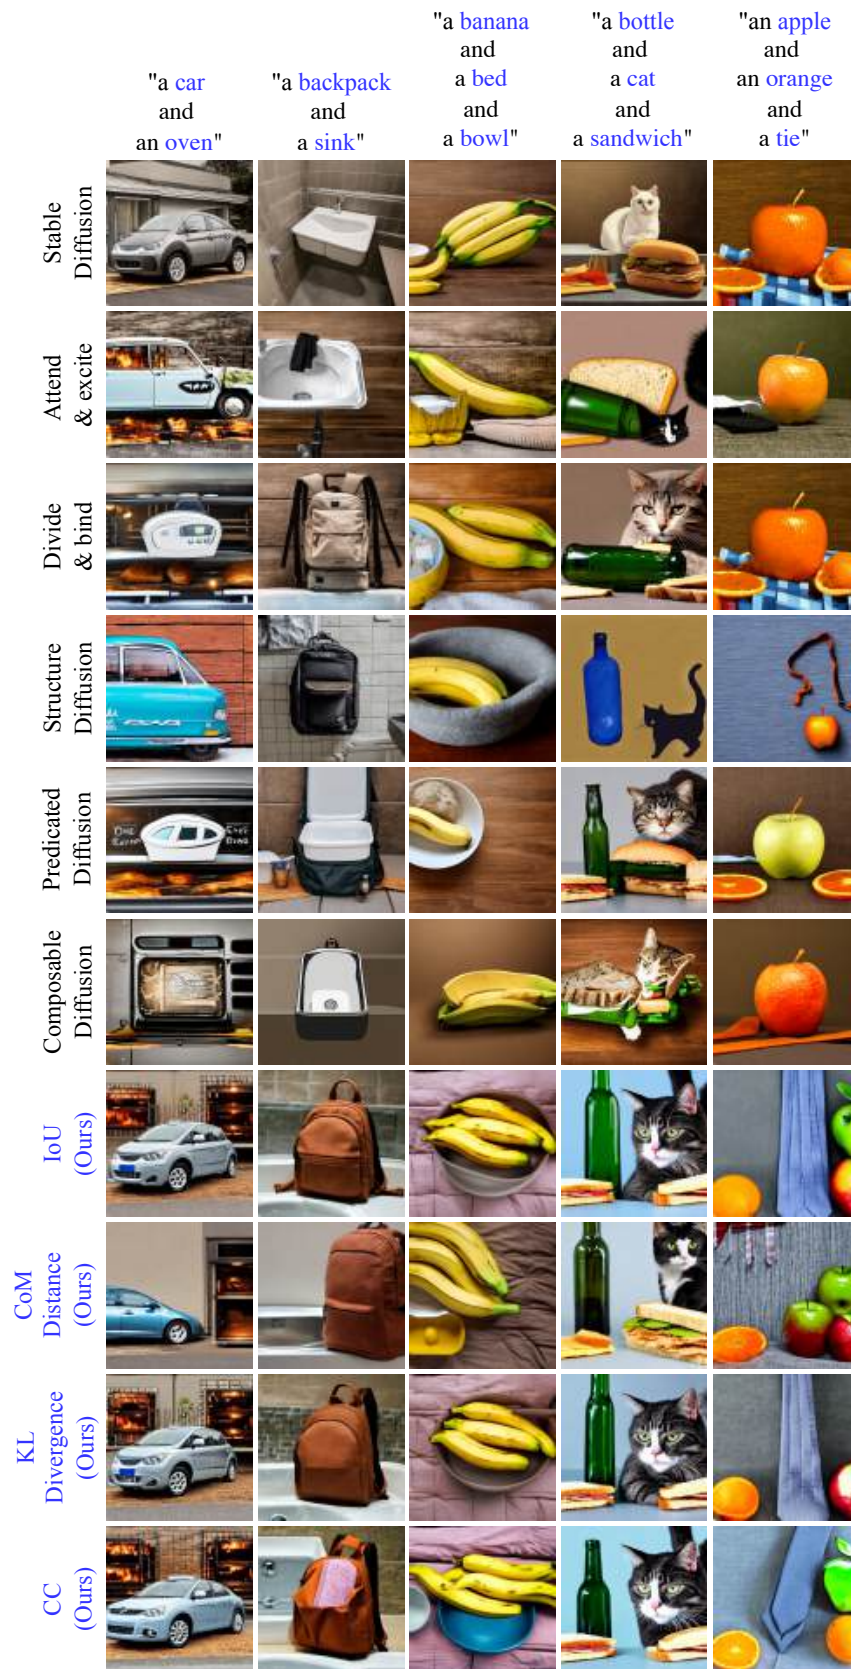 "a car
and
an oven"
"a backpack
and
a sink"
"a banana
and
a bed
and
a bowl"
"a bottle
and
a cat
and
a sandwich"
"an apple
and
an orange
and
a tie"
Stable
Diffusion
Attend
& excite
Divide
& bind
Structure
Diffusion
Predicated
Diffusion
Composable
Diffusion
IoU
(Ours)
CoM
Distance
(Ours)
KL
Divergence
(Ours)
CC
(Ours)